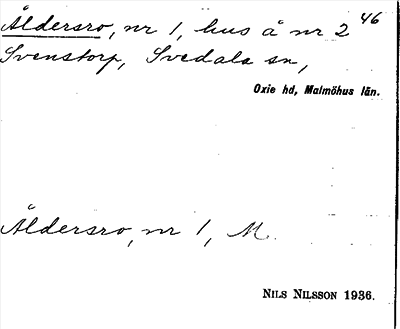 Åldersro, nr 1, hus å nr 2 46
Svenstorp, Svedala sn,
Oxie hd, Malmöhus län.
Åldersro, nr 1, M.
NILS NILSSON 1936.